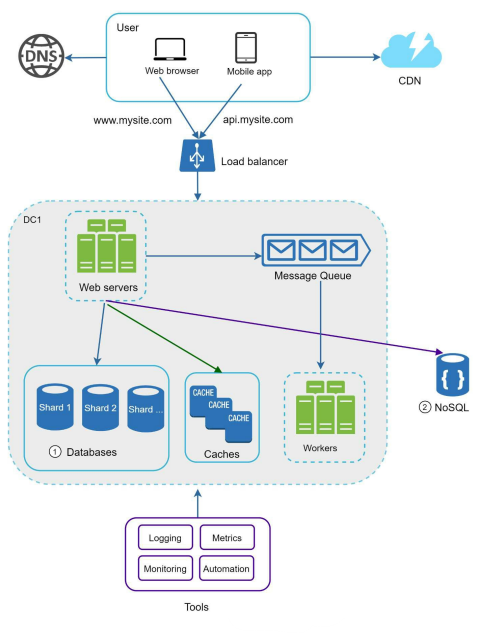 User
DNS
Web browser
Mobile app
CDN
www.mysite.com
api.mysite.com
Load balancer
DC1
Web servers
Message Queue
Shard 1
Shard 2
Shard ...
CACHE
CACHE
CACHE
{ }
1 Databases
Caches
Workers
2 NoSQL
Logging
Metrics
Monitoring
Automation
Tools